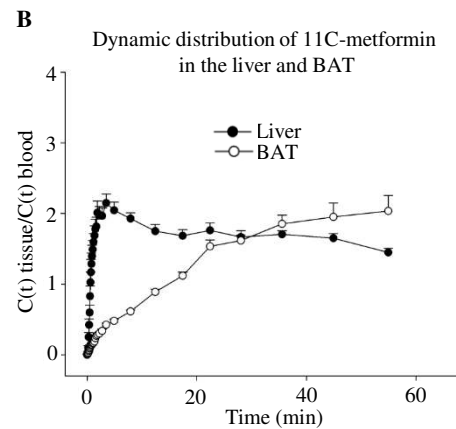 B
Dynamic distribution of 11C-metformin
in the liver and BAT
4
3
2
1
0
C(t) tissue/C(t) blood
Liver
BAT
0 20 40 60
Time (min)